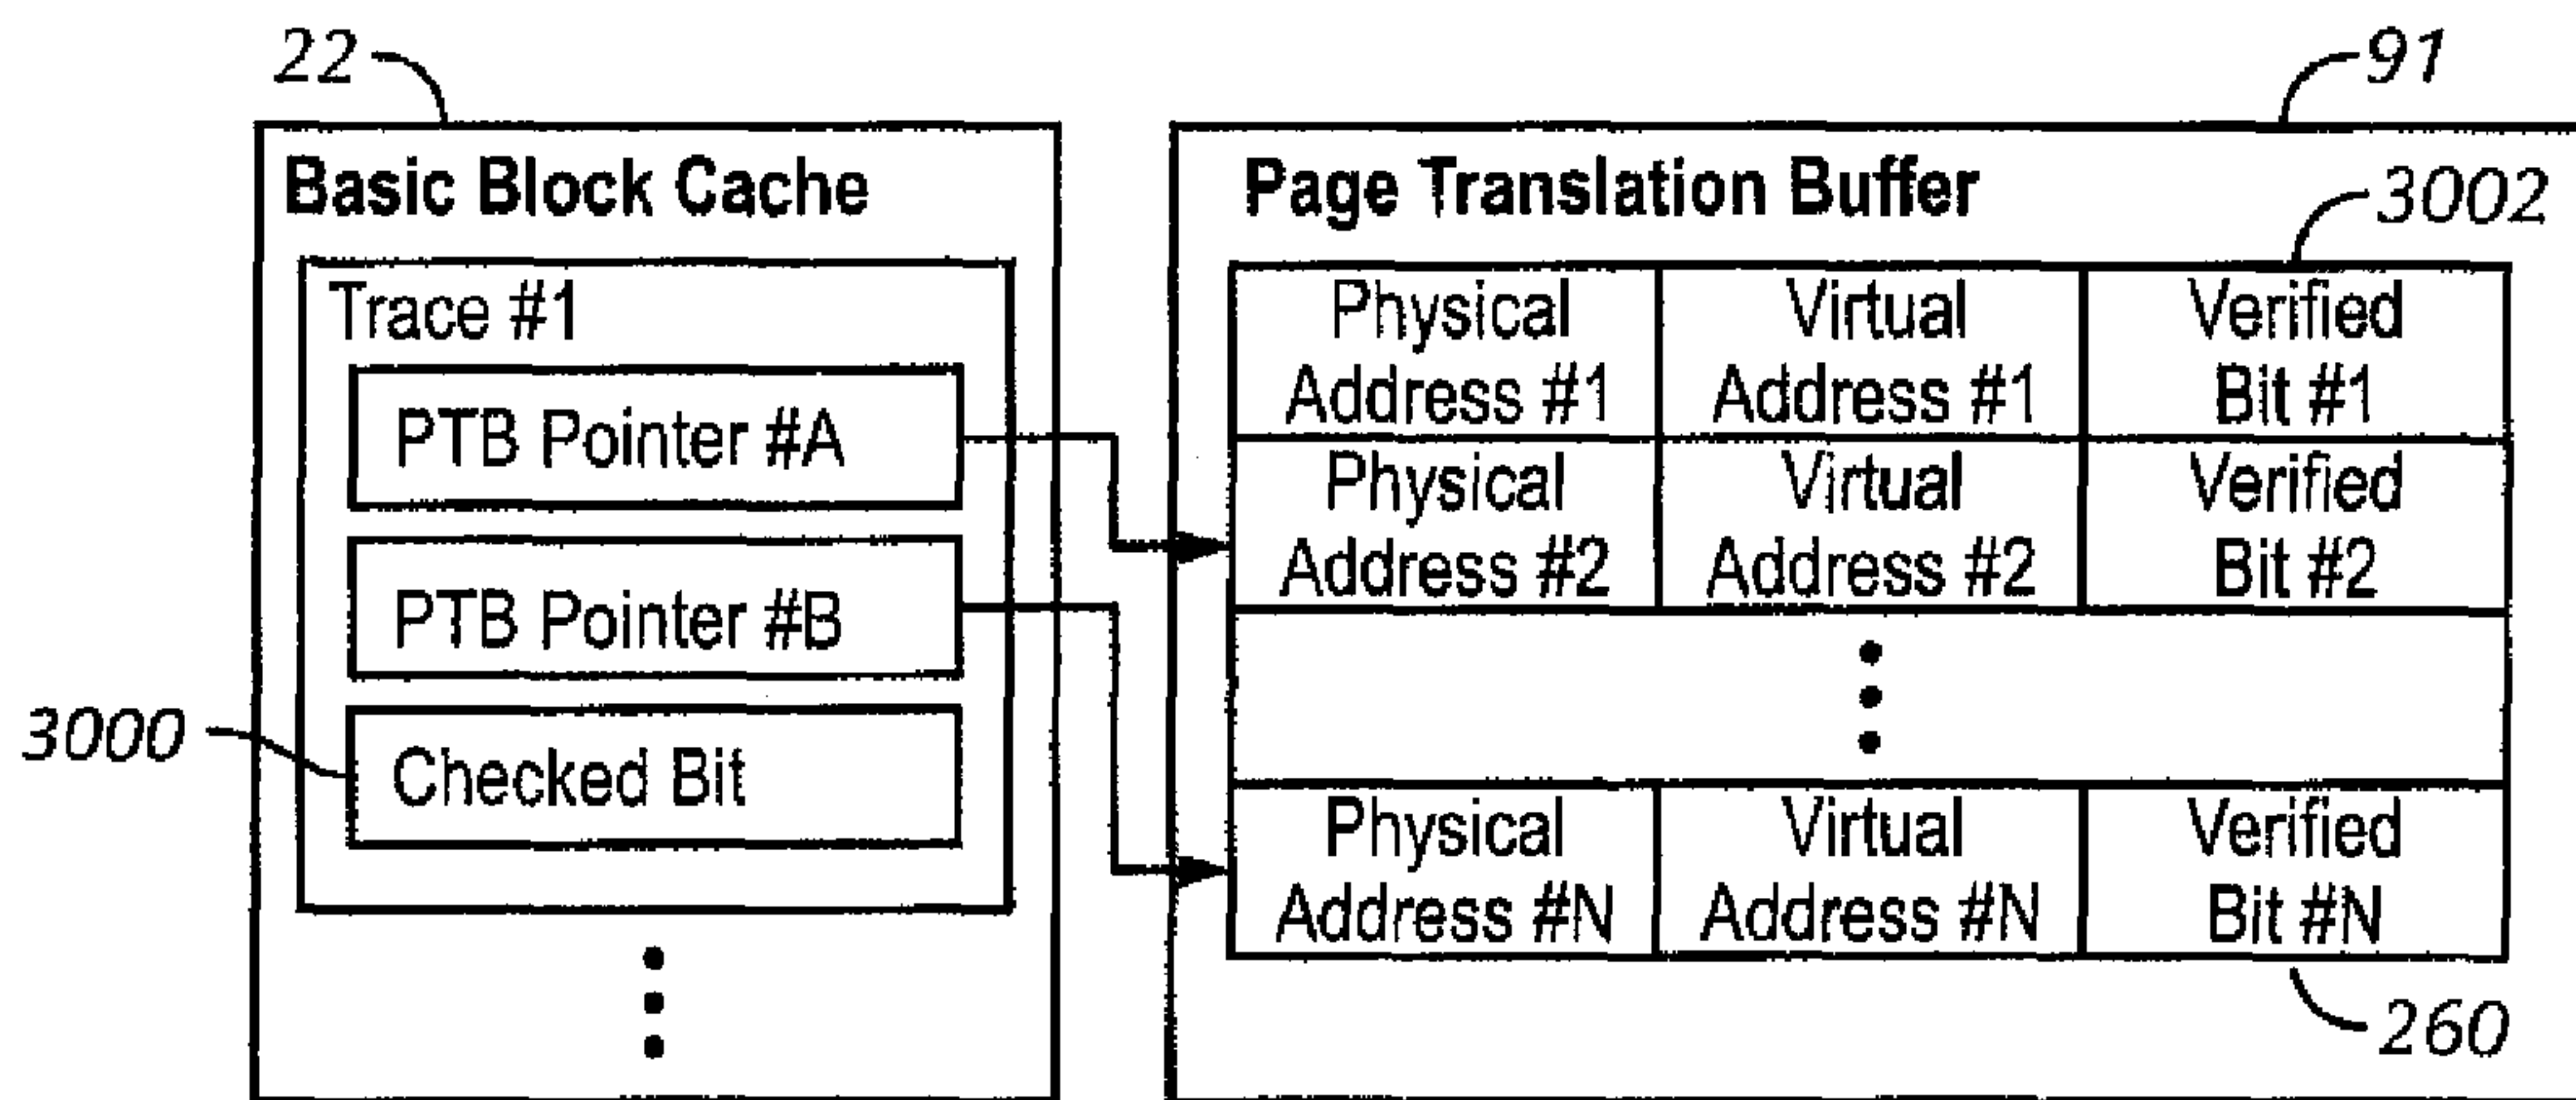 22
91
Basic Block Cache
Page Translation Buffer
3002
Trace #1
PTB Pointer #A
PTB Pointer #B
3000
Checked Bit
Physical
Address #1
Virtual
Address #1
Verified
Bit #1
Physical
Address #2
Virtual
Address #2
Verified
Bit #2
Physical
Address #N
Virtual
Address #N
Verified
Bit #N
260